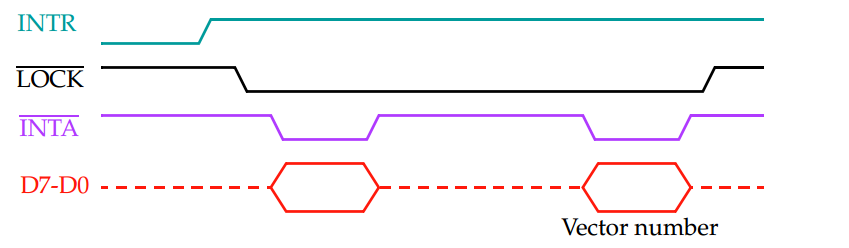 INTR
LOCK
INTA
D7-D0
Vector number